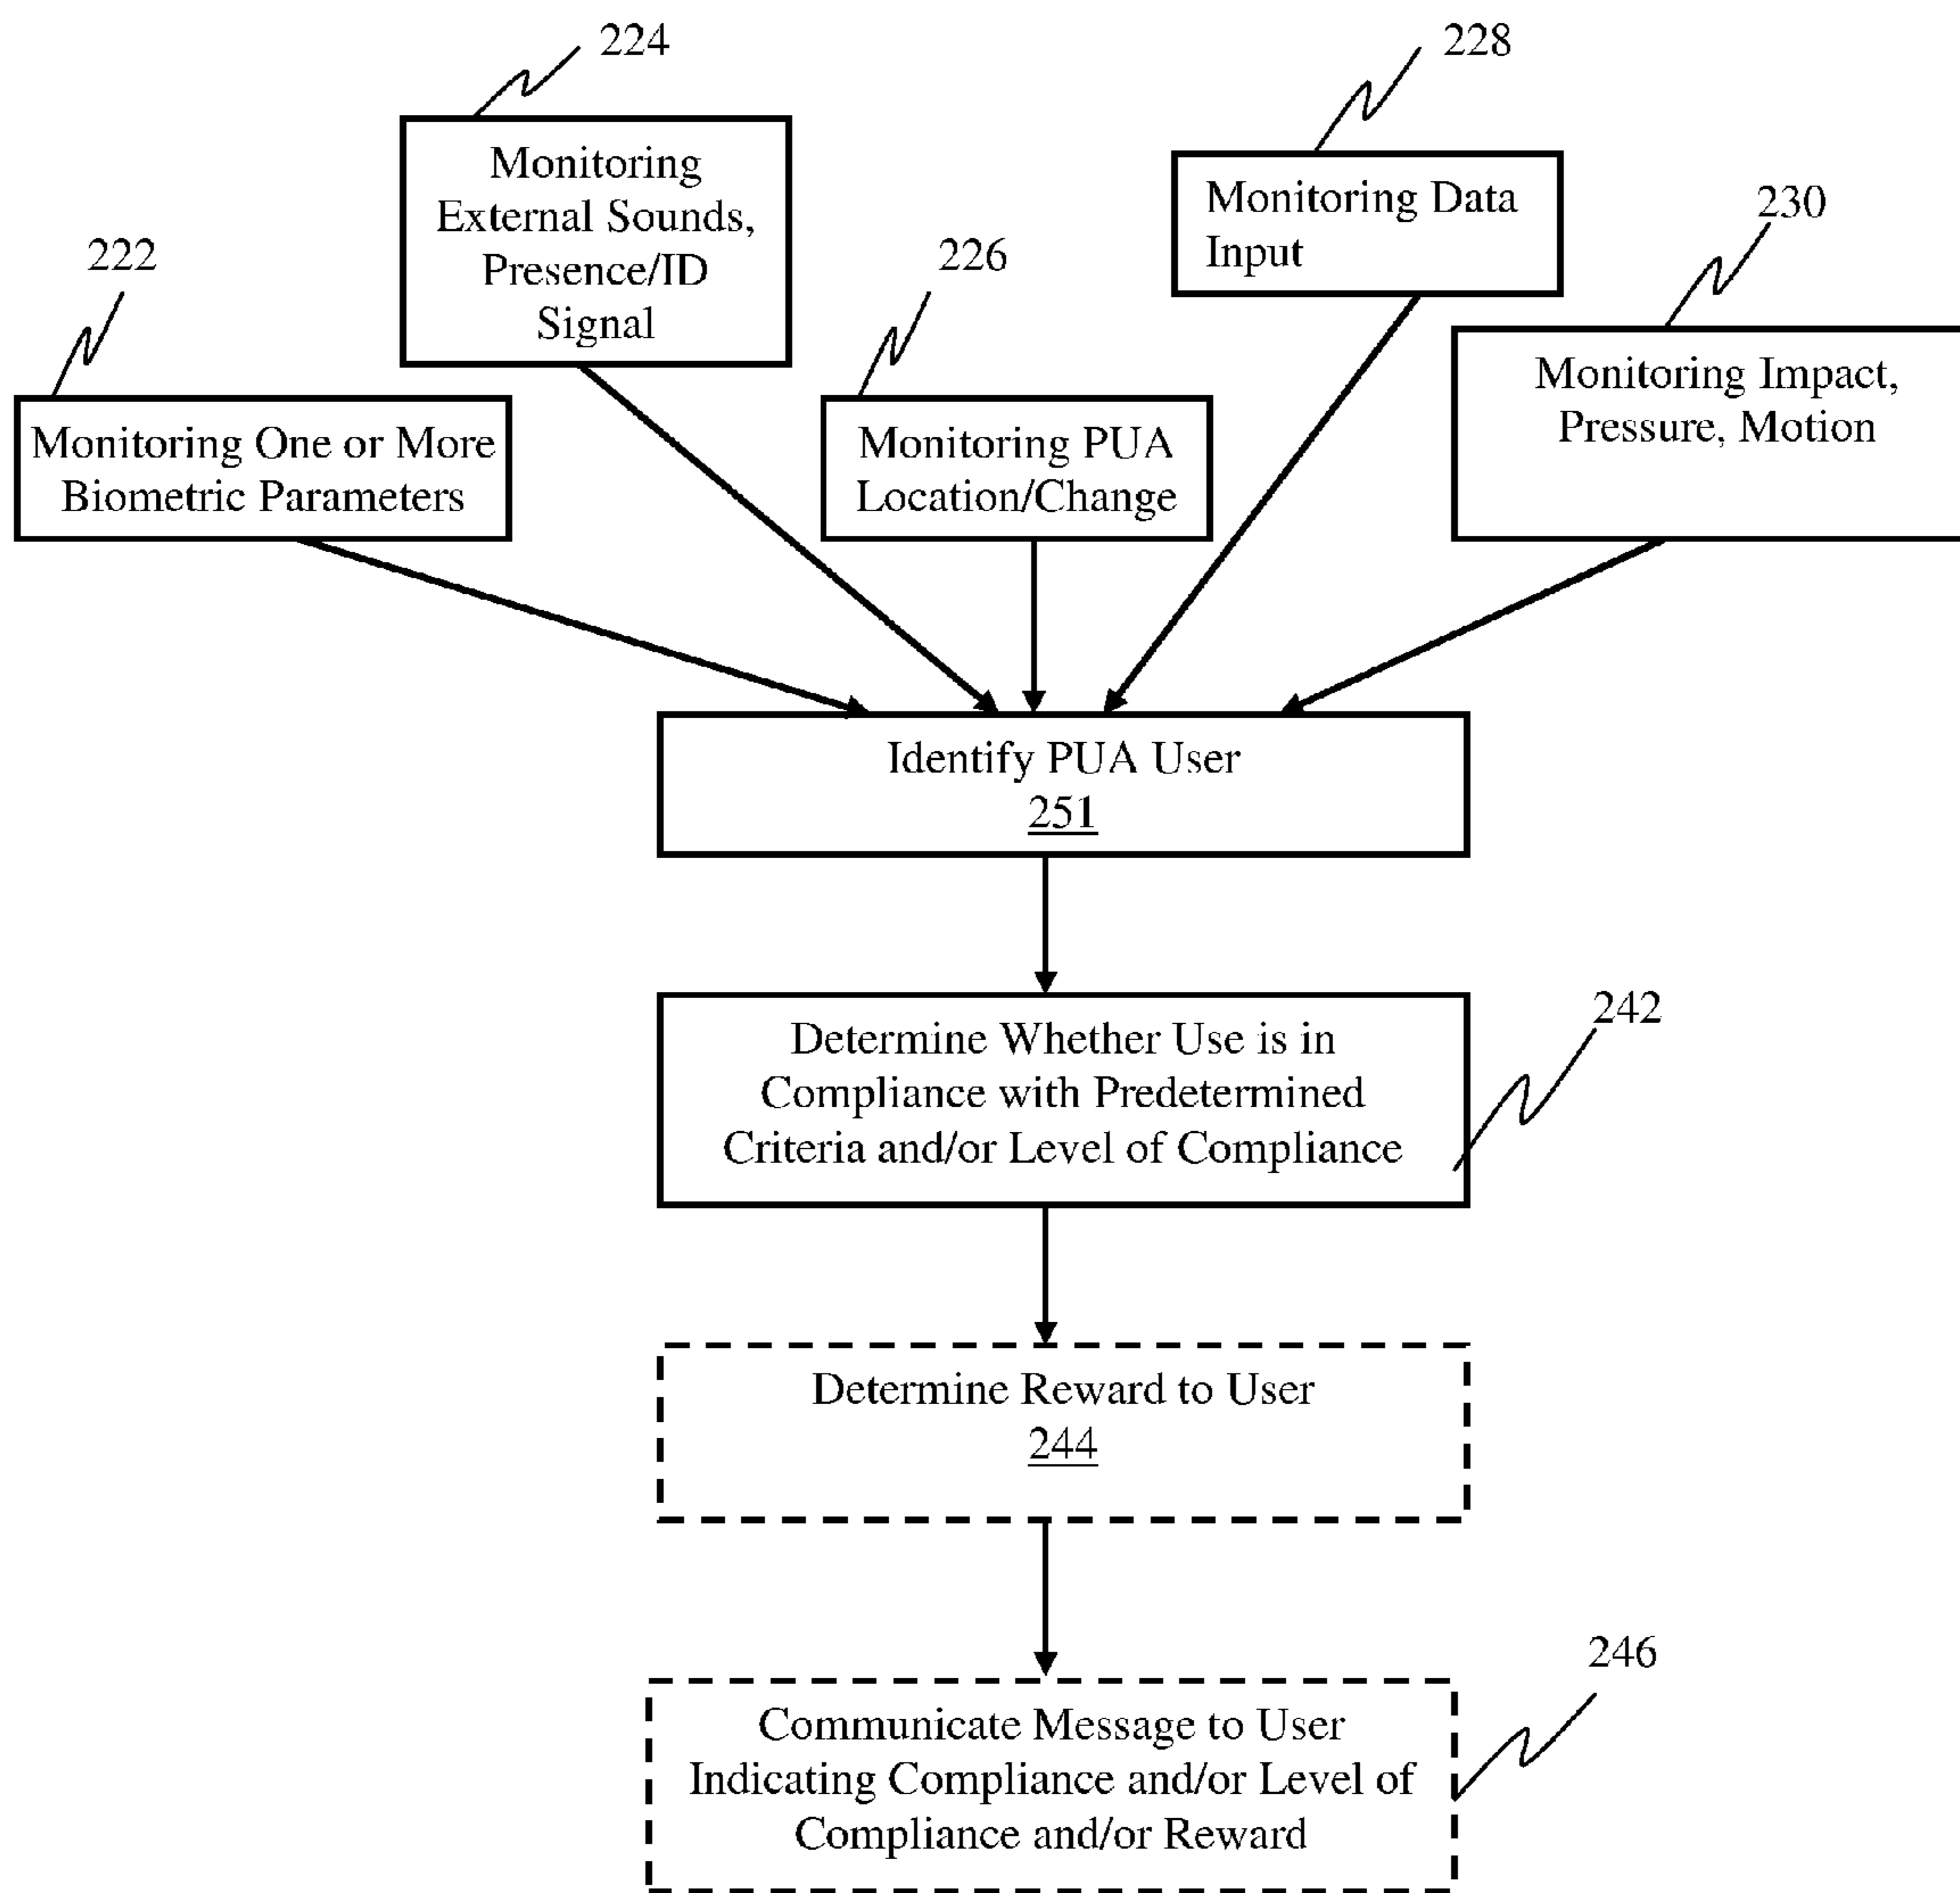 224
228
Monitoring
External Sounds,
Presence/ID
Signal
Monitoring Data
Input
230
222
226
Monitoring Impact,
Pressure, Motion
Monitoring One or More
Biometric Parameters
Monitoring PUA
Location/Change
Identify PUA User
251
242
Determine Whether Use is in
Compliance with Predetermined
Criteria and/or Level of Compliance
Determine Reward to User
244
246
Communicate Message to User
Indicating Compliance and/or Level of
Compliance and/or Reward